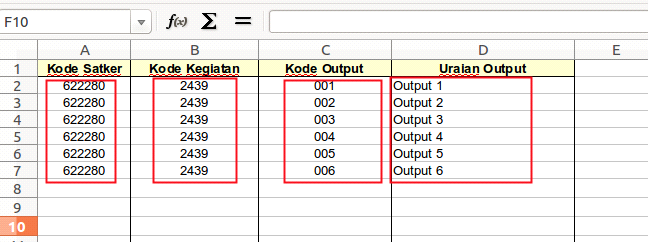 F10 f(x) Σ =
A B C D E
1 Kode Satker Kode Kegiatan Kode Output Uraian Output
2 622280 2439 001 Output 1
3 622280 2439 002 Output 2
4 622280 2439 003 Output 3
5 622280 2439 004 Output 4
6 622280 2439 005 Output 5
7 622280 2439 006 Output 6
8
9
10